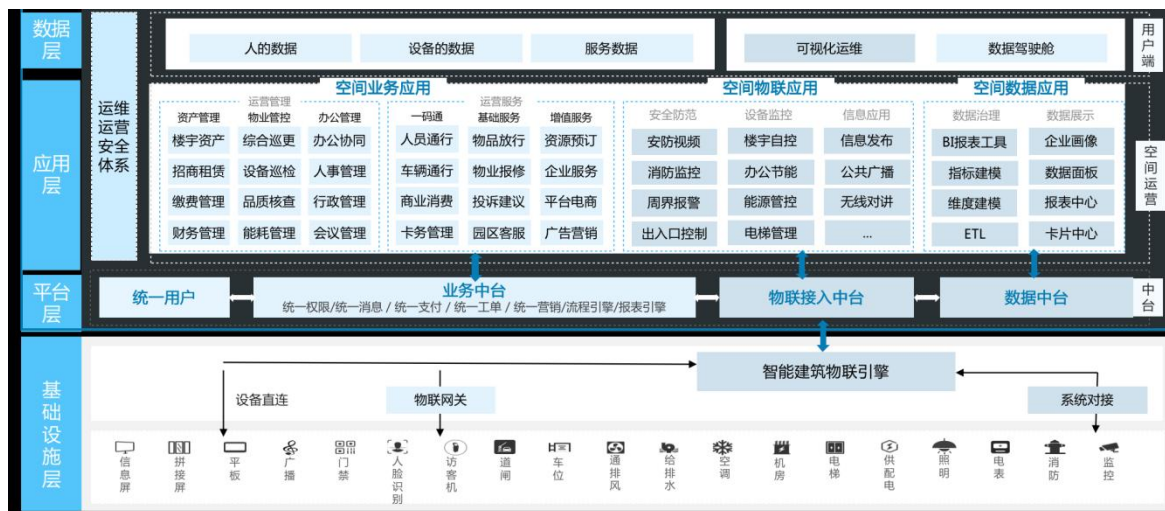 数据层
人的数据
设备的数据
服务数据
可视化运维
数据驾驶舱
用户端
运维运营安全体系
应用层
空间业务应用
运营管理
资产管理 物业管控 办公管理
楼宇资产 综合巡更 办公协同
招商租赁 设备巡检 人事管理
缴费管理 品质核查 行政管理
财务管理 能耗管理 会议管理
运营服务
一码通 基础服务 增值服务
人员通行 物品放行 资源预订
车辆通行 物业报修 企业服务
商业消费 投诉建议 平台电商
卡务管理 园区客服 广告营销
空间物联应用
安全防范 设备监控 信息应用
安防视频 楼宇自控 信息发布
消防监控 办公节能 公共广播
周界报警 能源管控 无线对讲
出入口控制 电梯管理 ...
空间数据应用
数据治理 数据展示
BI报表工具 企业画像
指标建模 数据面板
维度建模 报表中心
ETL 卡片中心
空间运营
平台层
统一用户
业务中台
统一权限/统一消息 / 统一支付 / 统一工单 / 统一营销/流程引擎/报表引擎
物联接入中台
数据中台
中台
基础设施层
智能建筑物联引擎
设备直连
物联网关
系统对接
信息屏
拼接屏
平板
广播
门禁
人脸识别
访客机
道闸
车位
通排风
给排水
空调
机房
电梯
供配电
照明
电表
消防
监控